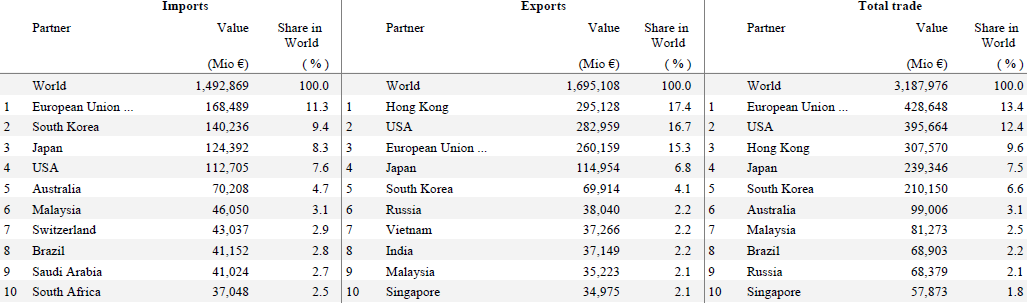 Imports Exports Total trade
Partner Value Share in World Partner Value Share in World Partner Value Share in World
(Mio €) ( % ) (Mio €) ( % ) (Mio €) ( % )
World 1,492,869 100.0 World 1,695,108 100.0 World 3,187,976 100.0
1 European Union ... 168,489 11.3 1 Hong Kong 295,128 17.4 1 European Union ... 428,648 13.4
2 South Korea 140,236 9.4 2 USA 282,959 16.7 2 USA 395,664 12.4
3 Japan 124,392 8.3 3 European Union ... 260,159 15.3 3 Hong Kong 307,570 9.6
4 USA 112,705 7.6 4 Japan 114,954 6.8 4 Japan 239,346 7.5
5 Australia 70,208 4.7 5 South Korea 69,914 4.1 5 South Korea 210,150 6.6
6 Malaysia 46,050 3.1 6 Russia 38,040 2.2 6 Australia 99,006 3.1
7 Switzerland 43,037 2.9 7 Vietnam 37,266 2.2 7 Malaysia 81,273 2.5
8 Brazil 41,152 2.8 8 India 37,149 2.2 8 Brazil 68,903 2.2
9 Saudi Arabia 41,024 2.7 9 Malaysia 35,223 2.1 9 Russia 68,379 2.1
10 South Africa 37,048 2.5 10 Singapore 34,975 2.1 10 Singapore 57,873 1.8